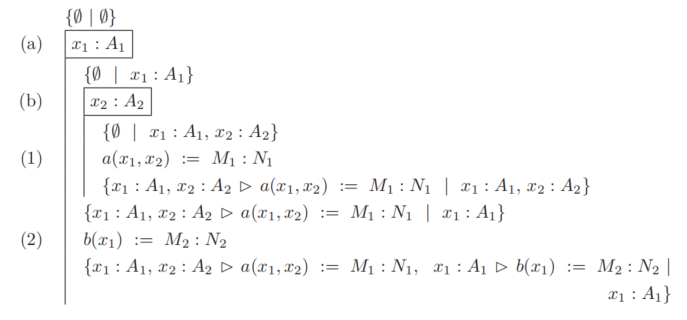 {∅ | ∅}
(a) x₁ : A₁
{∅ | x₁ : A₁}
(b) x₂ : A₂
{∅ | x₁ : A₁, x₂ : A₂}
(1) a(x₁, x₂) := M₁ : N₁
{x₁ : A₁, x₂ : A₂ ▷ a(x₁, x₂) := M₁ : N₁ | x₁ : A₁, x₂ : A₂}
{x₁ : A₁, x₂ : A₂ ▷ a(x₁, x₂) := M₁ : N₁ | x₁ : A₁}
(2) b(x₁) := M₂ : N₂
{x₁ : A₁, x₂ : A₂ ▷ a(x₁, x₂) := M₁ : N₁, x₁ : A₁ ▷ b(x₁) := M₂ : N₂ |
x₁ : A₁}